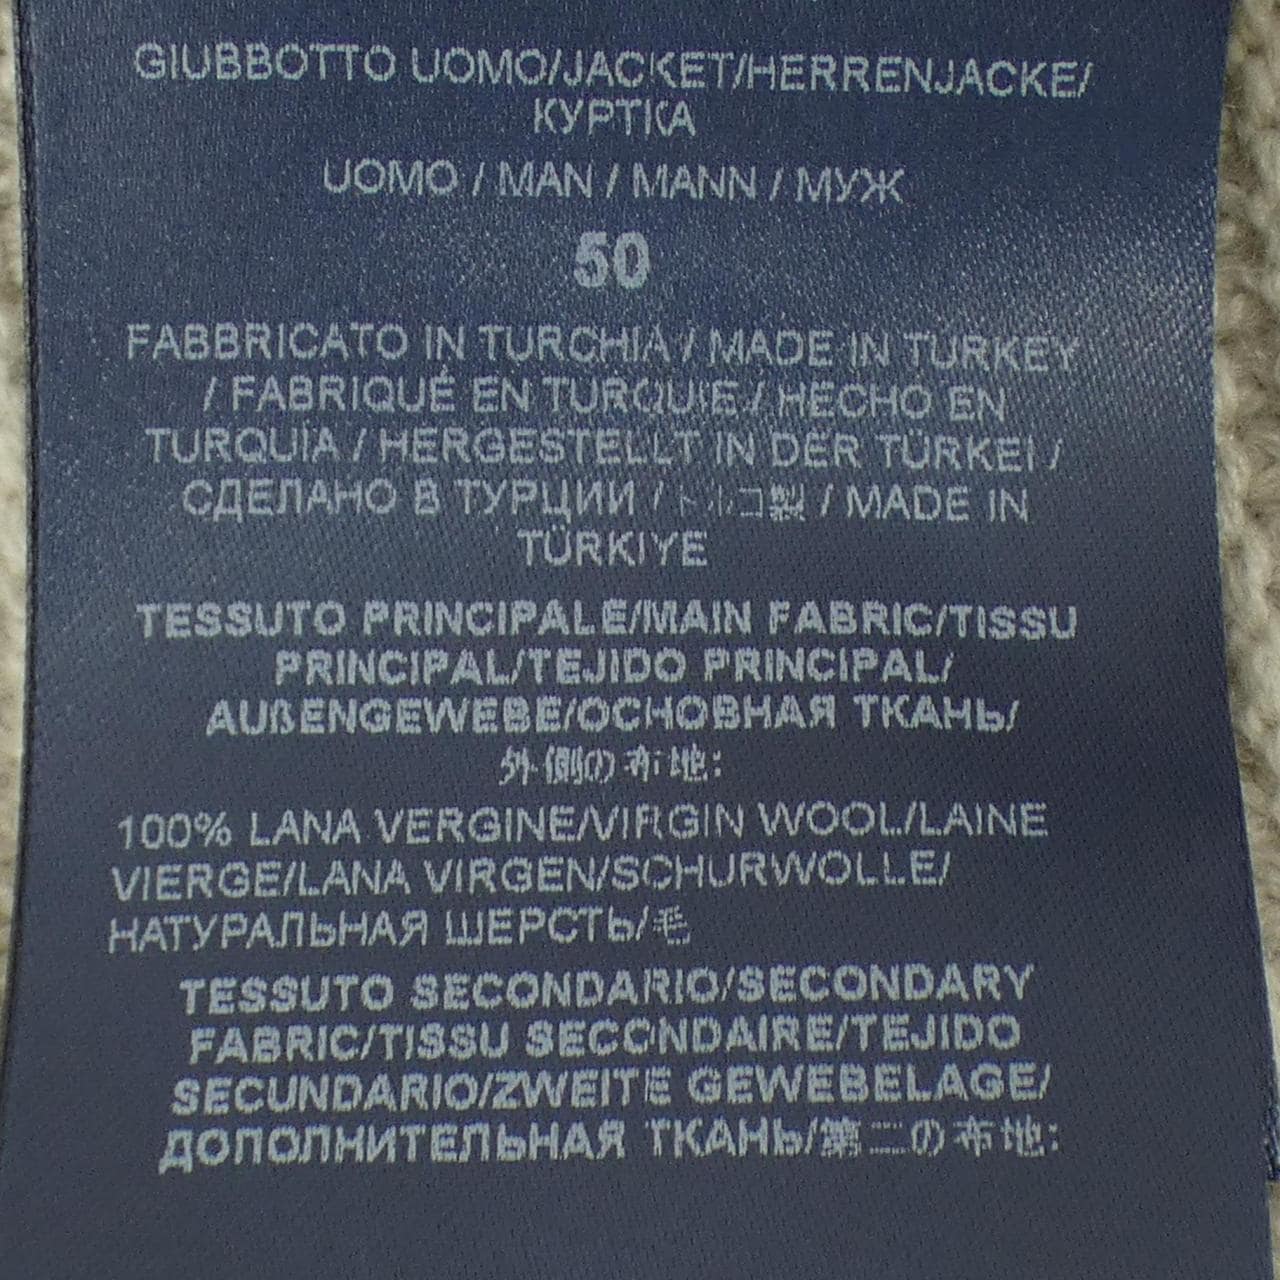 GIUBBOTTO UOMO/JACKET/HERRENJACKE/
КУРТКА
UOMO / MAN / MANN / МУЖ
50
FABBRICATO IN TURCHIA / MADE IN TURKEY
/ FABRIQUÉ EN TURQUIE / HECHO EN
TURQUÍA / HERGESTELLT IN DER TÜRKEI /
СДЕЛАНО В ТУРЦИИ / トルコ製 / MADE IN
TÜRKIYE
TESSUTO PRINCIPALE/MAIN FABRIC/TISSU
PRINCIPAL/TEJIDO PRINCIPAL/
AUßENGEWEBE/ОСНОВНАЯ ТКАНЬ/
外側の布地:
100% LANA VERGINE/VIRGIN WOOL/LAINE
VIERGE/LANA VIRGEN/SCHURWOLLE/
НАТУРАЛЬНАЯ ШЕРСТЬ/毛
TESSUTO SECONDARIO/SECONDARY
FABRIC/TISSU SECONDAIRE/TEJIDO
SECUNDARIO/ZWEITE GEWEBELAGE/
ДОПОЛНИТЕЛЬНАЯ ТКАНЬ/第二の布地: